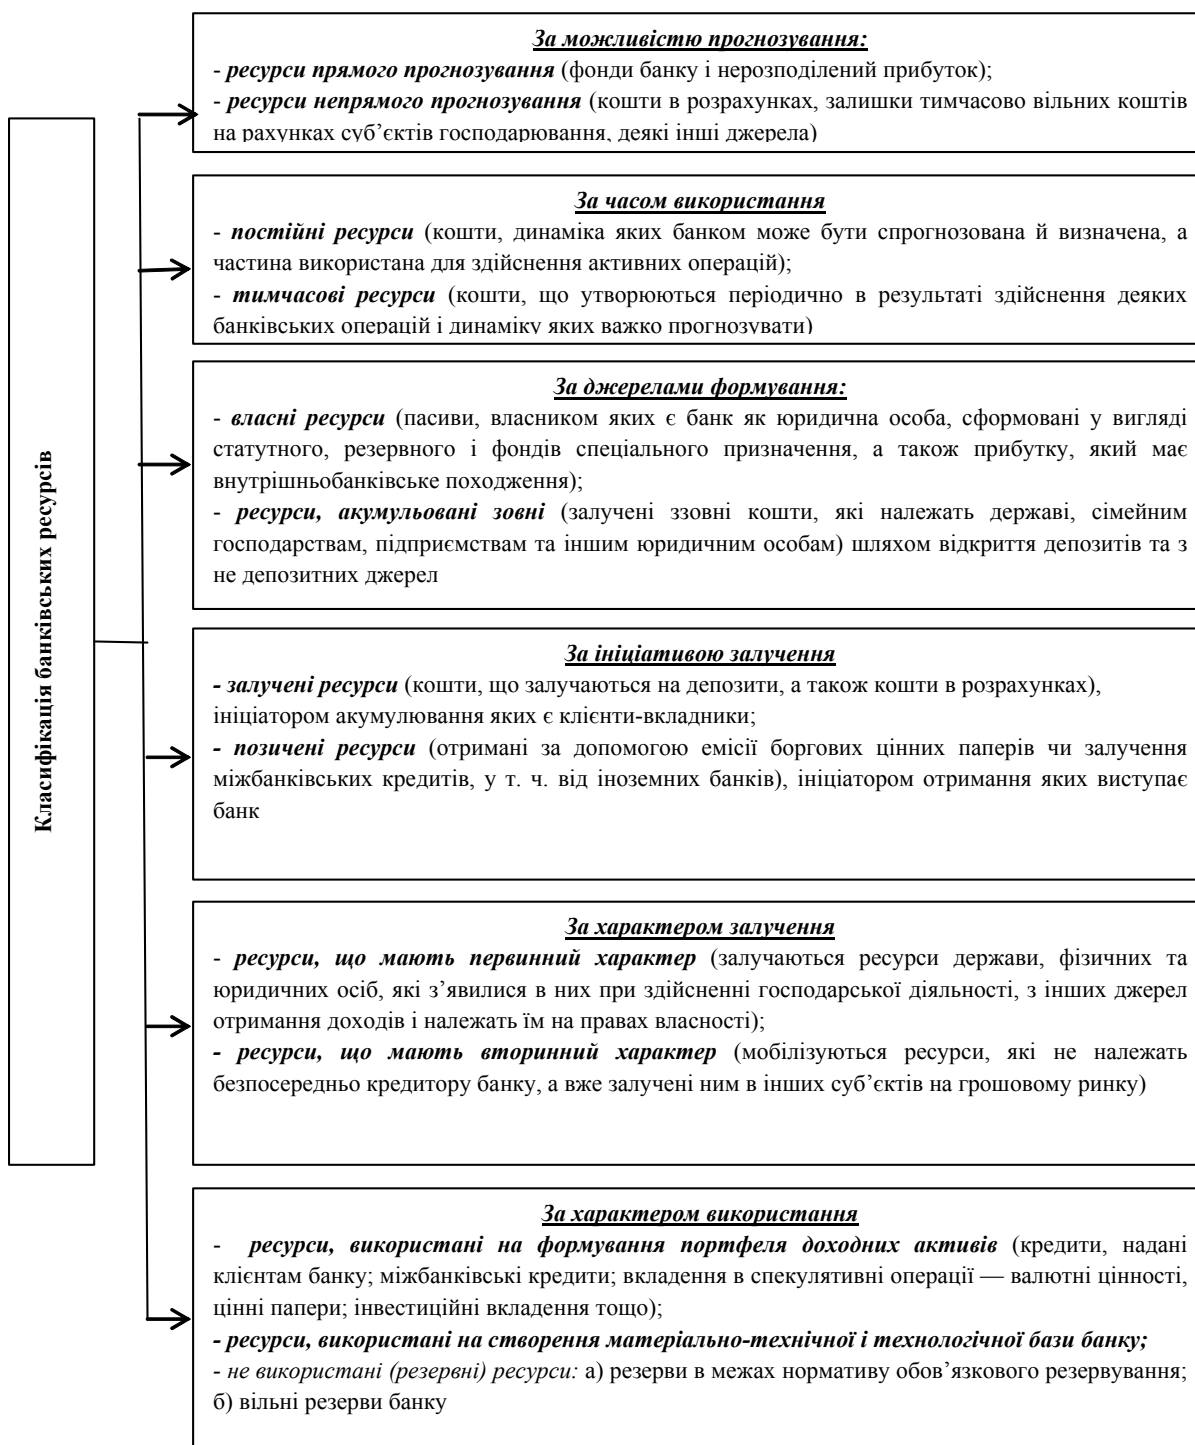 Класифікація банківських ресурсів
За можливістю прогнозування:
- ресурси прямого прогнозування (фонди банку і нерозподілений прибуток);
- ресурси непрямого прогнозування (кошти в розрахунках, залишки тимчасово вільних коштів
на рахунках суб’єктів господарювання, деякі інші джерела)
За часом використання
- постійні ресурси (кошти, динаміка яких банком може бути спрогнозована й визначена, а
частина використана для здійснення активних операцій);
- тимчасові ресурси (кошти, що утворюються періодично в результаті здійснення деяких
банківських операцій і динаміку яких важко прогнозувати)
За джерелами формування:
- власні ресурси (пасиви, власником яких є банк як юридична особа, сформовані у вигляді
статутного, резервного і фондів спеціального призначення, а також прибутку, який має
внутрішньобанківське походження);
- ресурси, акумульовані зовні (залучені ззовні кошти, які належать державі, сімейним
господарствам, підприємствам та іншим юридичним особам) шляхом відкриття депозитів та з
не депозитних джерел
За ініціативою залучення
- залучені ресурси (кошти, що залучаються на депозити, а також кошти в розрахунках),
ініціатором акумулювання яких є клієнти-вкладники;
- позичені ресурси (отримані за допомогою емісії боргових цінних паперів чи залучення
міжбанківських кредитів, у т. ч. від іноземних банків), ініціатором отримання яких виступає
банк
За характером залучення
- ресурси, що мають первинний характер (залучаються ресурси держави, фізичних та
юридичних осіб, які з’явилися в них при здійсненні господарської діяльності, з інших джерел
отримання доходів і належать їм на правах власності);
- ресурси, що мають вторинний характер (мобілізуються ресурси, які не належать
безпосередньо кредитору банку, а вже залучені ним в інших суб’єктів на грошовому ринку)
За характером використання
- ресурси, використані на формування портфеля доходних активів (кредити, надані
клієнтам банку; міжбанківські кредити; вкладення в спекулятивні операції — валютні цінності,
цінні папери; інвестиційні вкладення тощо);
- ресурси, використані на створення матеріально-технічної і технологічної бази банку;
- не використані (резервні) ресурси: а) резерви в межах нормативу обов’язкового резервування;
б) вільні резерви банку